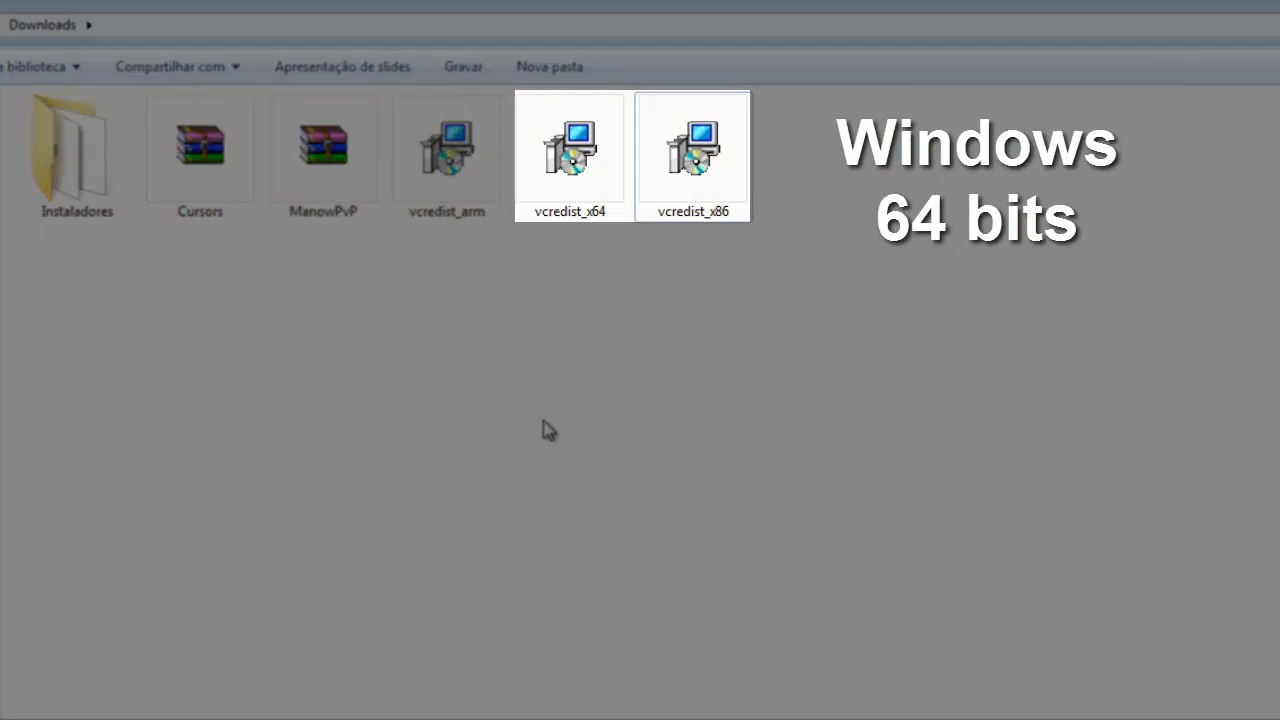 Downloads
a biblioteca
Compartilhar com
Apresentação de slides
Gravar
Nova pasta
Instaladores
Cursors
ManowPvP
vcredist_arm
vcredist_x64
vcredist_x86
Windows
64 bits